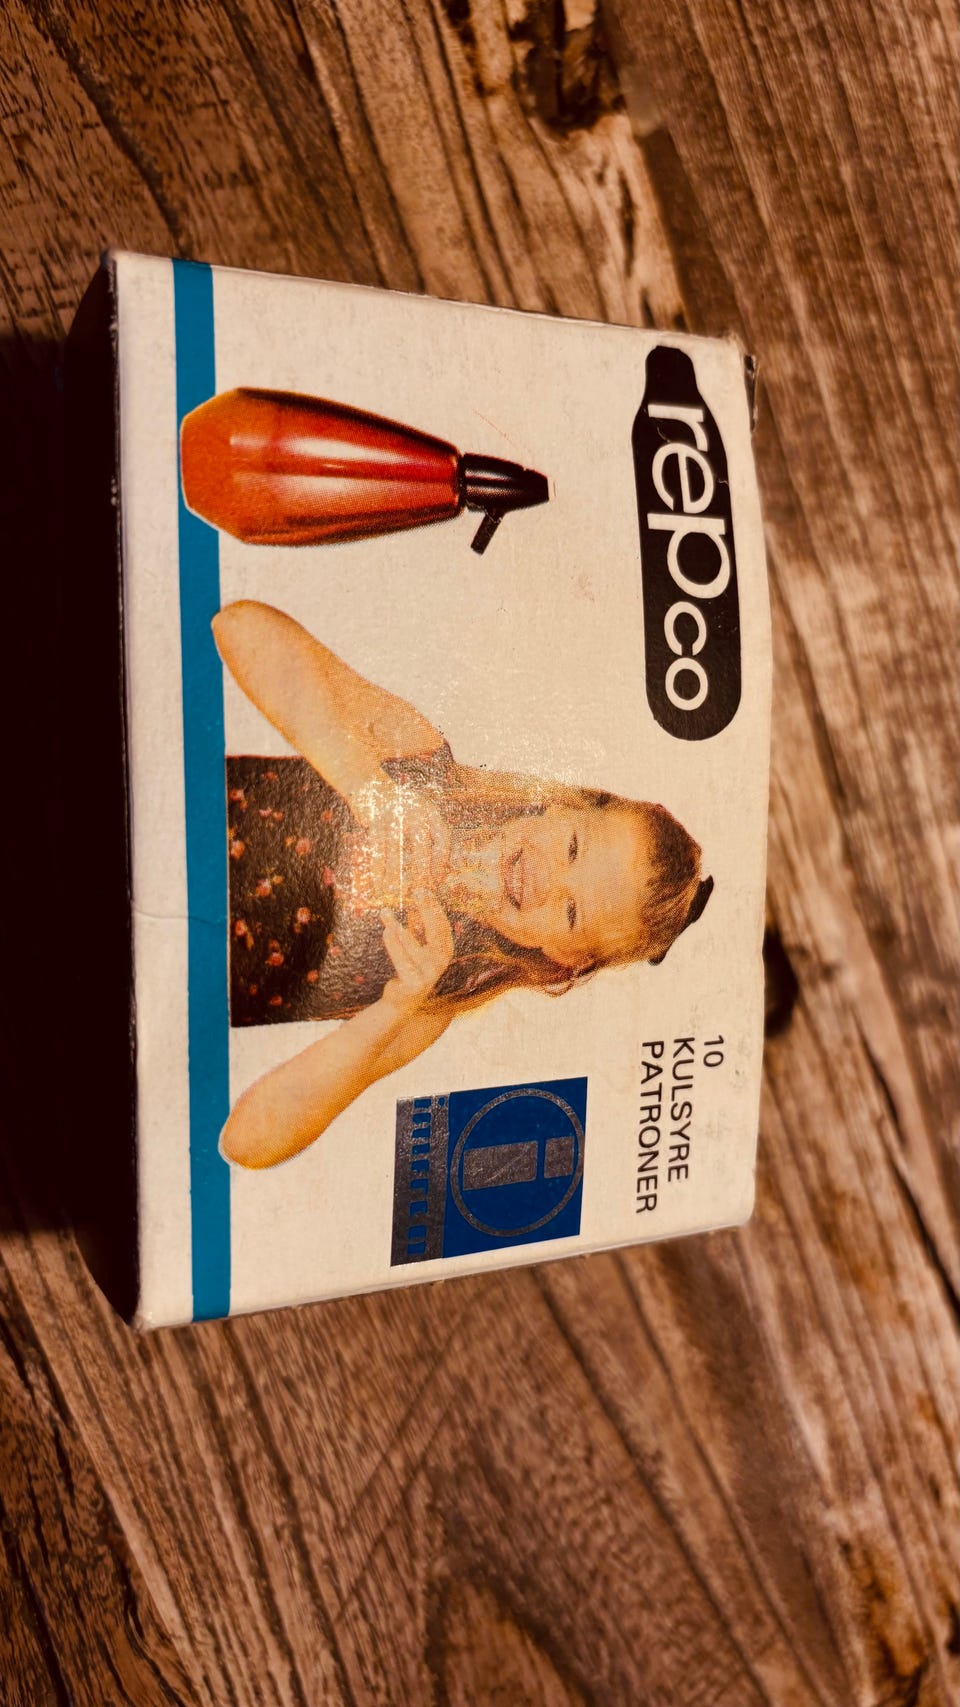 repco
10
KULSYRE
PATRONER
i